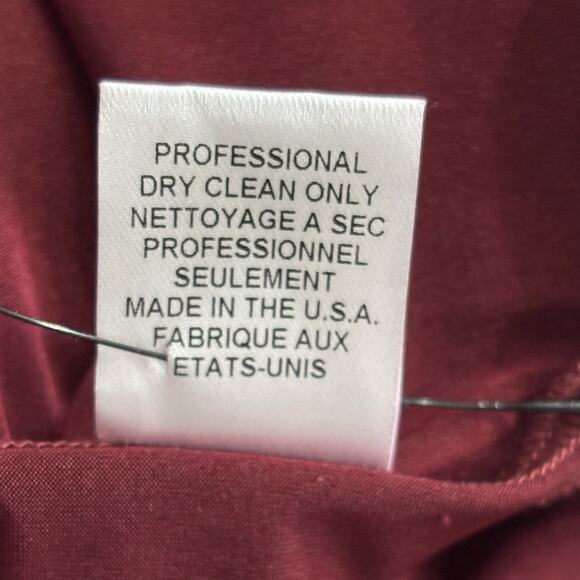 PROFESSIONAL
DRY CLEAN ONLY
NETTOYAGE A SEC
PROFESSIONNEL
SEULEMENT
MADE IN THE U.S.A.
FABRIQUE AUX
ETATS-UNIS